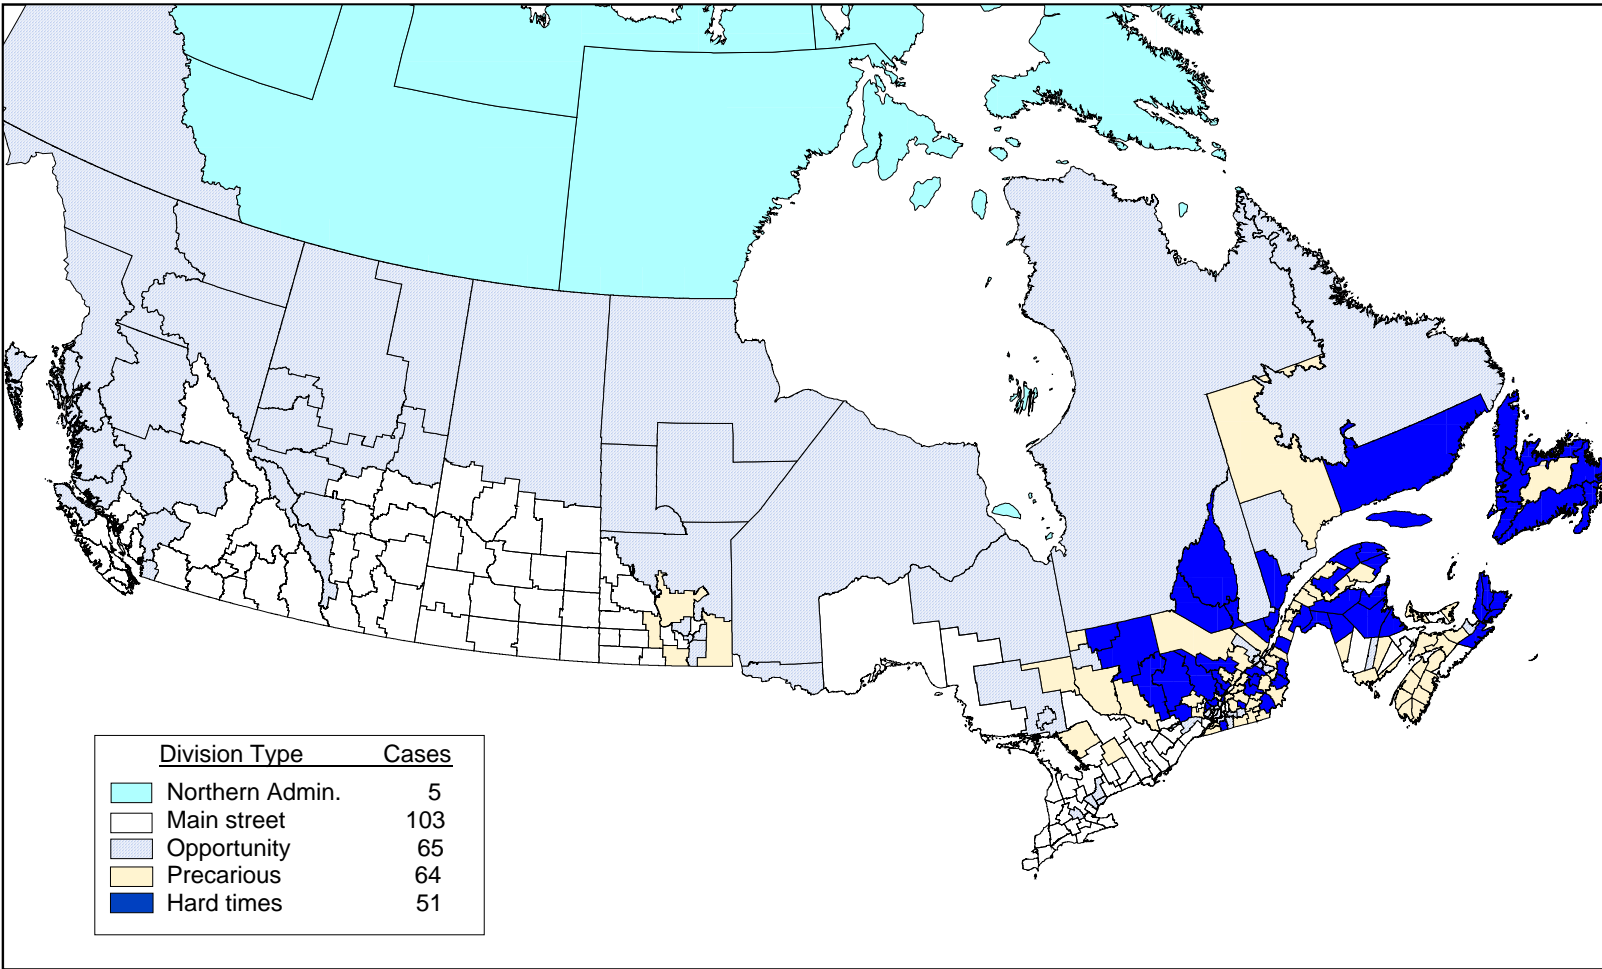 Division Type Cases
Northern Admin. 5
Main street 103
Opportunity 65
Precarious 64
Hard times 51